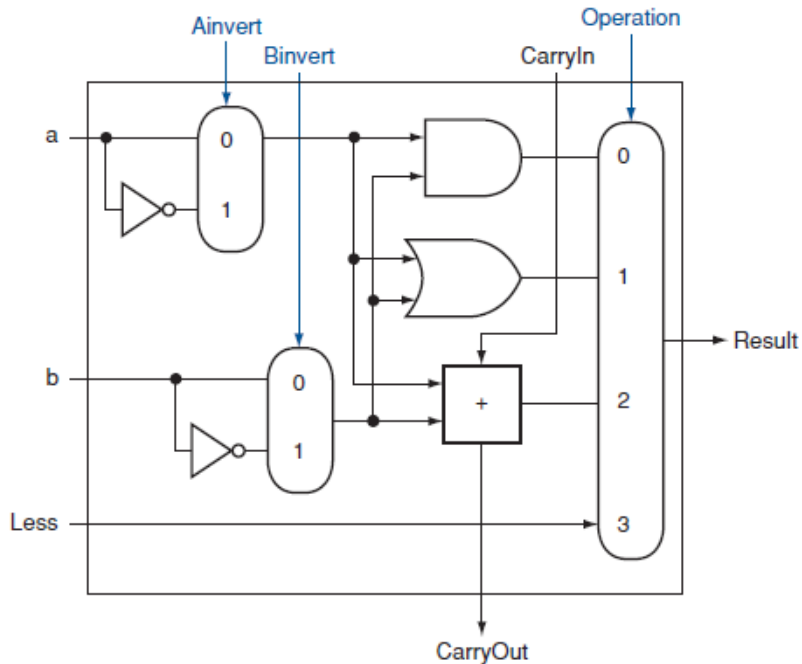 Operation
Ainvert
Binvert
CarryIn
a
0
0
1
1
b
0
+
2
Result
1
Less
3
CarryOut